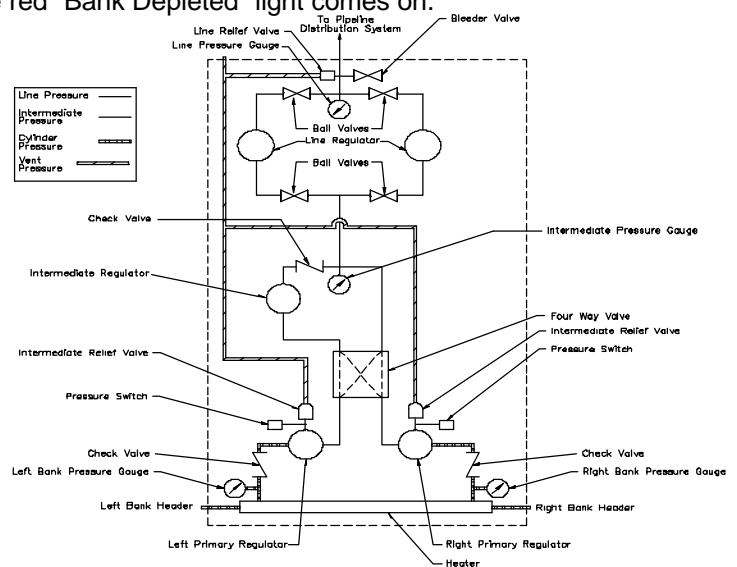 e red "Bank Depleted" light comes on.
To Pipeline
Distribution System
Bleeder Valve
Line Relief Valve
Line Pressure Gauge
Line Pressure
Intermediate
Pressure
Cylinder
Pressure
Vent
Pressure
Ball Valves
Line Regulator
Ball Valves
Check Valve
Intermediate Pressure Gauge
Intermediate Regulator
Four Way Valve
Intermediate Relief Valve
Intermediate Relief Valve
Pressure Switch
Pressure Switch
Check Valve
Check Valve
Left Bank Pressure Gauge
Right Bank Pressure Gauge
Left Bank Header
Right Bank Header
Left Primary Regulator
Right Primary Regulator
Heater